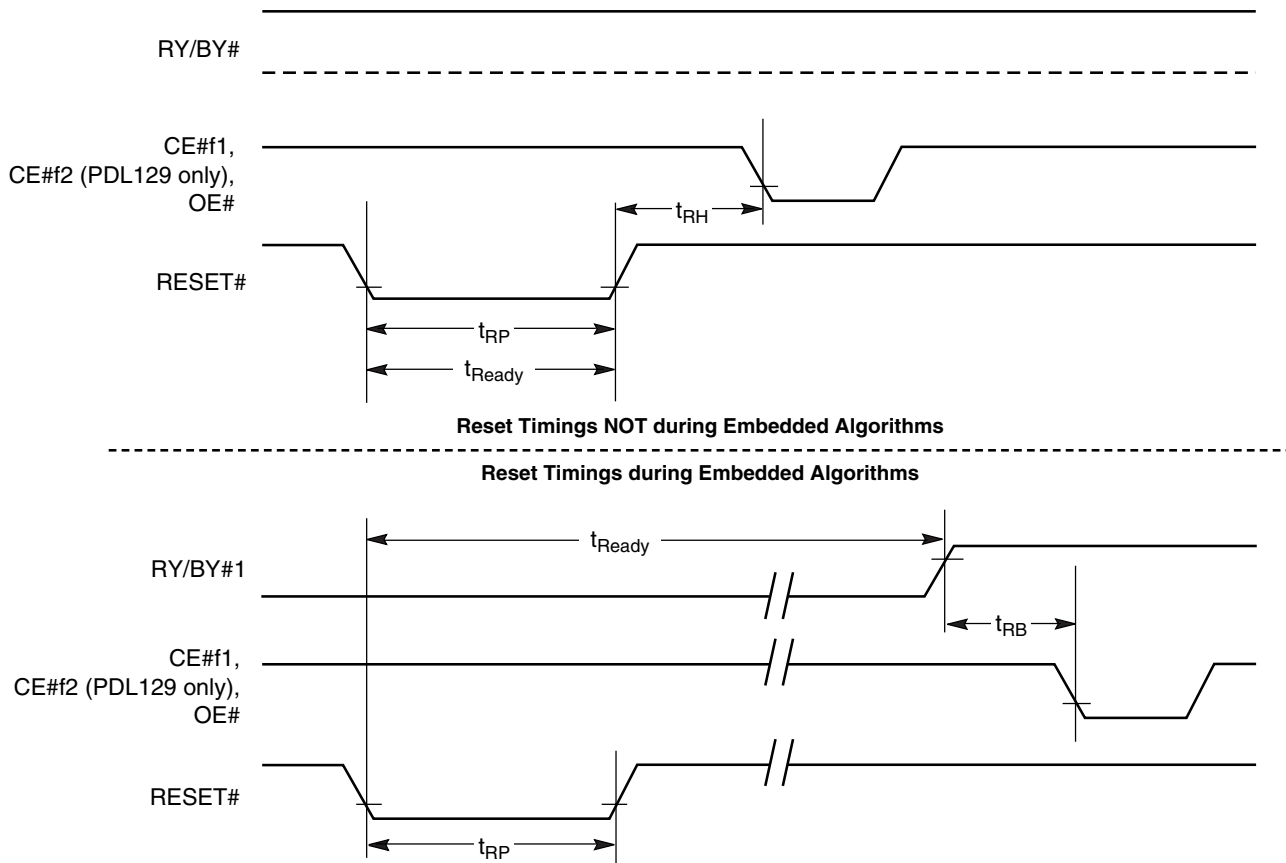 RY/BY#
CE#f1,
CE#f2 (PDL129 only),
OE#
tRH
RESET#
tRP
tReady
Reset Timings NOT during Embedded Algorithms
Reset Timings during Embedded Algorithms
tReady
RY/BY#1
tRB
CE#f1,
CE#f2 (PDL129 only),
OE#
RESET#
tRP